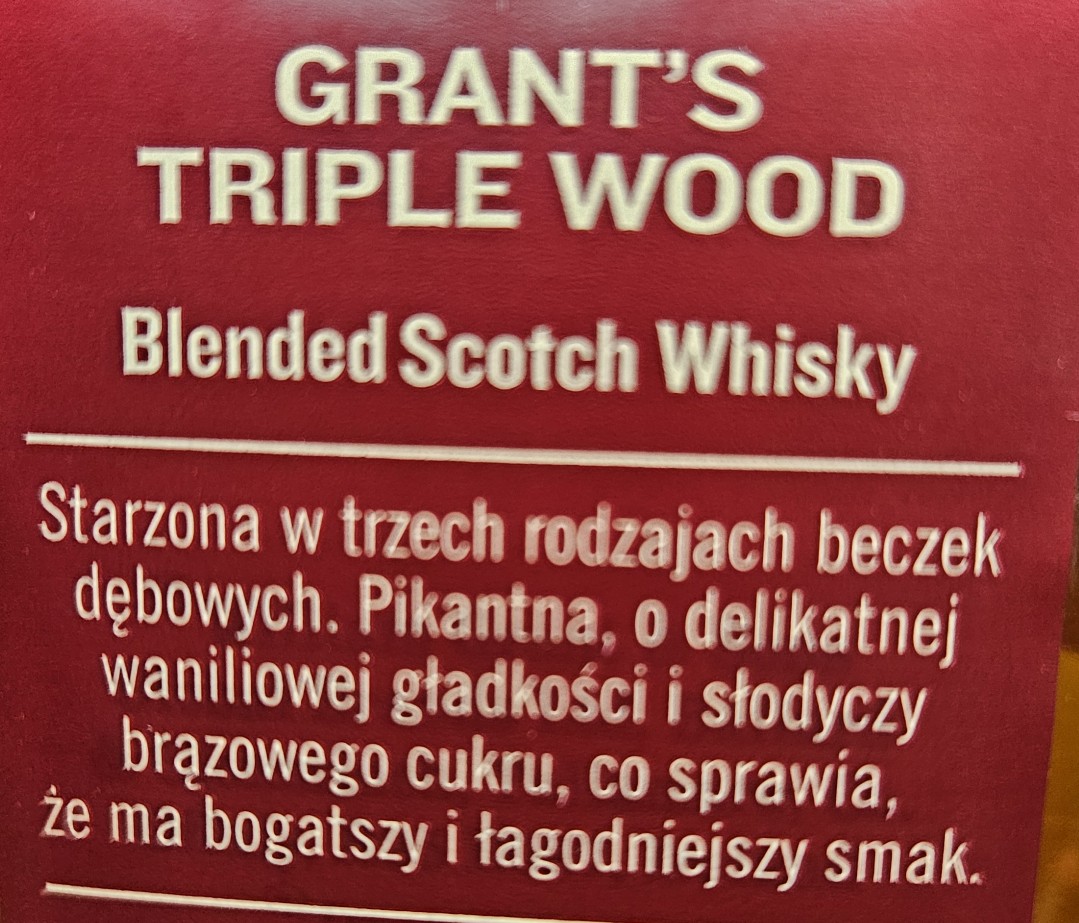 GRANT'S
TRIPLE WOOD
Blended Scotch Whisky
Starzona w trzech rodzajach beczek
dębowych. Pikantna, o delikatnej
waniliowej gładkości i słodyczy
brązowego cukru, co sprawia,
że ma bogatszy i łagodniejszy smak.